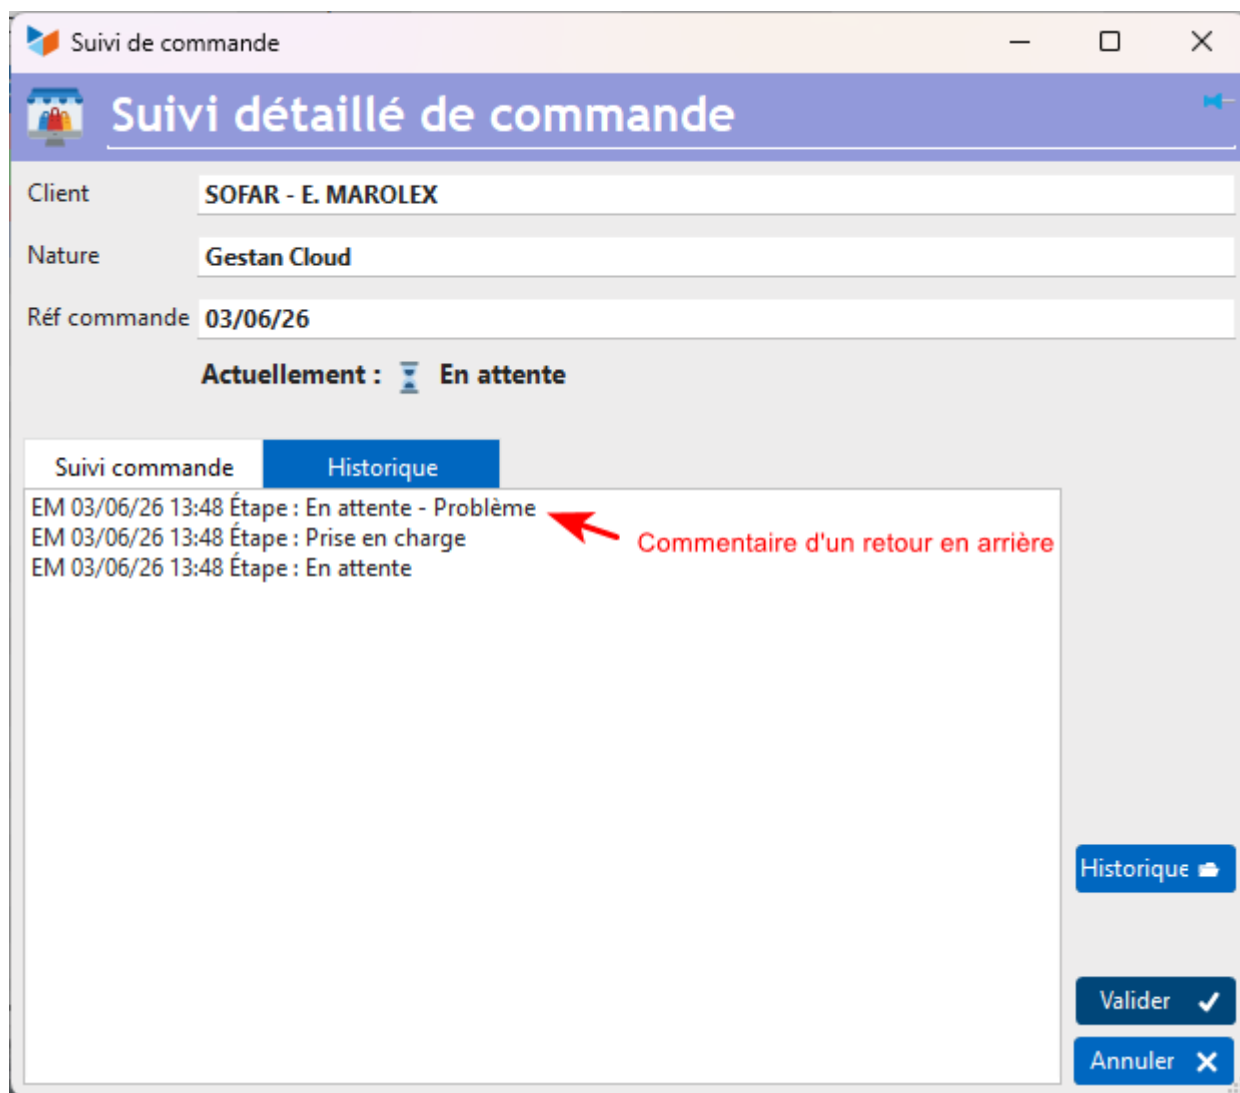 Suivi de commande
Suivi détaillé de commande
Client SOFAR - E. MAROLEX
Nature Gestan Cloud
Réf commande 03/06/26
Actuellement : En attente
Suivi commande Historique
EM 03/06/26 13:48 Étape : En attente - Problème
EM 03/06/26 13:48 Étape : Prise en charge
Commentaire d'un retour en arrière
EM 03/06/26 13:48 Étape : En attente
Historique
Valider
Annuler